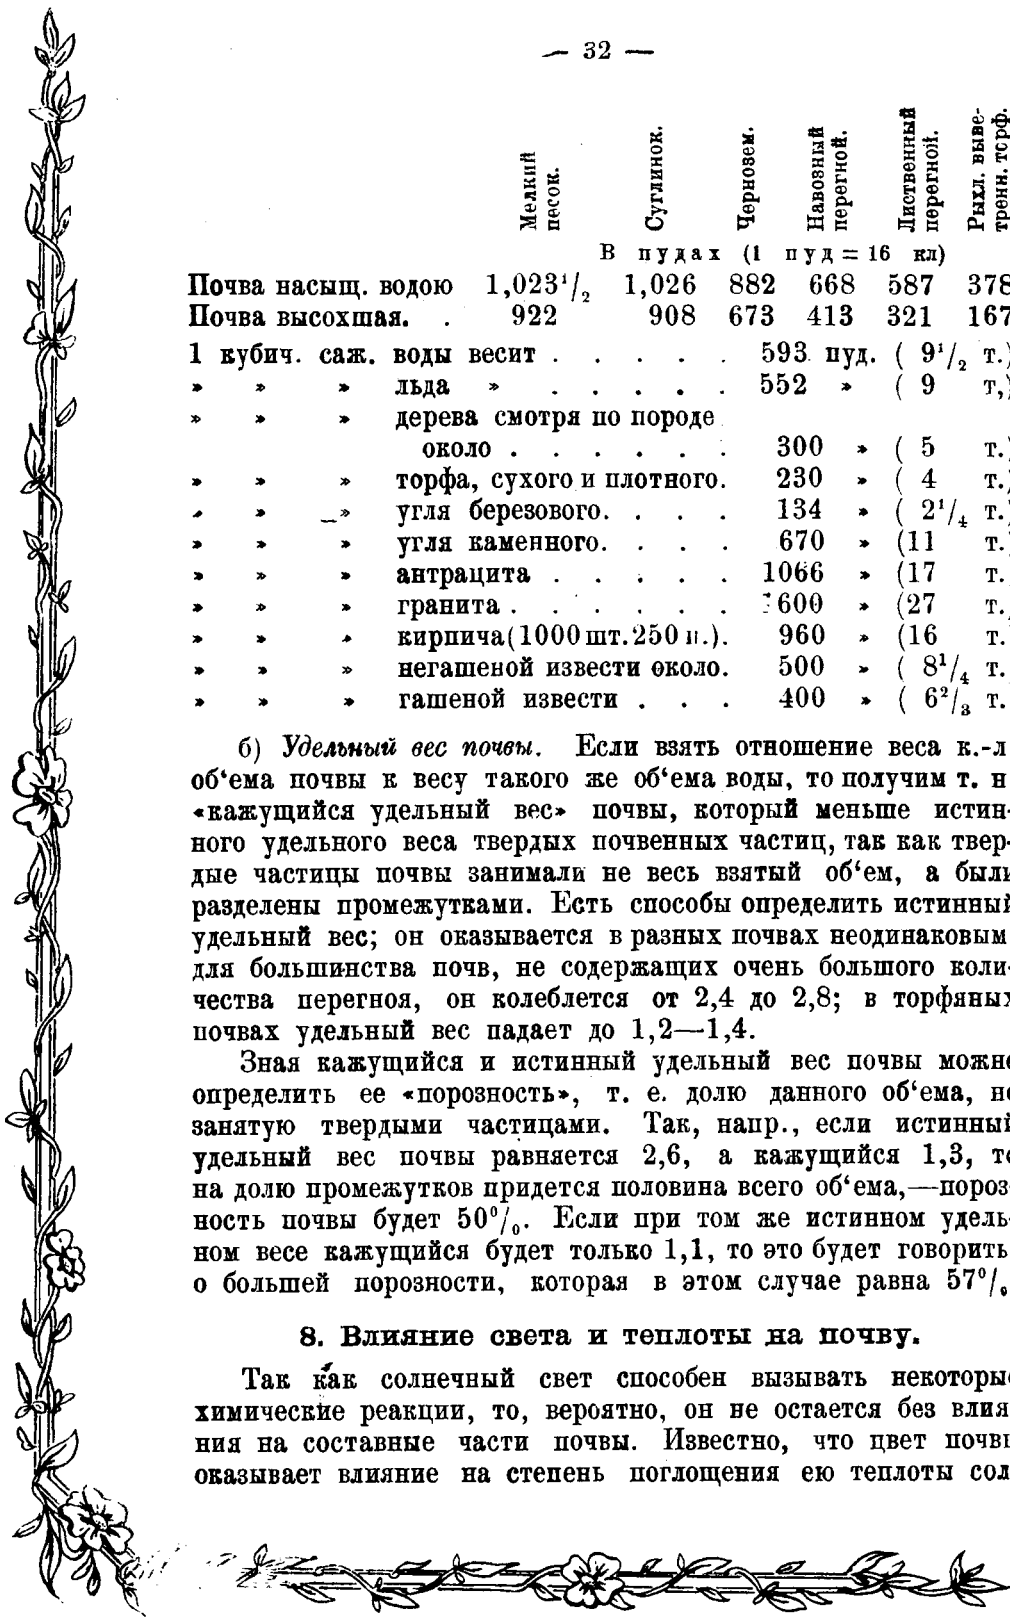 — 32 —
Мелкий песок.
Суглинок.
Чернозем.
Навозный перегной.
Лиственный перегной.
Рыхл. выве-
трени. торф.
В пудах (1 пуд = 16 кл)
Почва насыщ. водою 1,023¹/₂ 1,026 882 668 587 378
Почва высохшая. . 922 908 673 413 321 167
1 кубич. саж. воды весит . . . . . . 593 пуд. ( 9¹/₂ т.)
» » » льда » . . . . . . 552 » ( 9 т,)
» » » дерева смотря по породе
около . . . . . . . 300 » ( 5 т.)
» » » торфа, сухого и плотного. 230 » ( 4 т.)
» » » угля березового. . . . 134 » ( 2¹/₄ т.)
» » » угля каменного. . . . 670 » (11 т.)
» » » антрацита . . . . . . 1066 » (17 т.
» » » гранита . . . . . . . 600 » (27 т.
» » » кирпича(1000 шт. 250 п.). 960 » (16 т.
» » » негашеной извести около. 500 » ( 8¹/₄ т.
» » » гашеной извести . . . 400 » ( 6²/₃ т.
б) Удельный вес почвы. Если взять отношение веса к.-л
об‘ема почвы к весу такого же об‘ема воды, то получим т. н
«кажущийся удельный вес» почвы, который меньше истин-
ного удельного веса твердых почвенных частиц, так как твер-
дые частицы почвы занимали не весь взятый об‘ем, а были
разделены промежутками. Есть способы определить истинный
удельный вес; он оказывается в разных почвах неодинаковым
для большинства почв, не содержащих очень большого коли-
чества перегноя, он колеблется от 2,4 до 2,8; в торфяных
почвах удельный вес падает до 1,2—1,4.
Зная кажущийся и истинный удельный вес почвы можно
определить ее «порозность», т. е. долю данного об‘ема, не
занятую твердыми частицами. Так, напр., если истинный
удельный вес почвы равняется 2,6, а кажущийся 1,3, то
на долю промежутков придется половина всего об‘ема,—пороз-
ность почвы будет 50⁰/₀. Если при том же истинном удель-
ном весе кажущийся будет только 1,1, то это будет говорить
о большей порозности, которая в этом случае равна 57⁰/₀
8. Влияние света и теплоты на почву.
Так как солнечный свет способен вызывать некоторые
химические реакции, то, вероятно, он не остается без влия-
ния на составные части почвы. Известно, что цвет почвы
оказывает влияние на степень поглощения ею теплоты сол